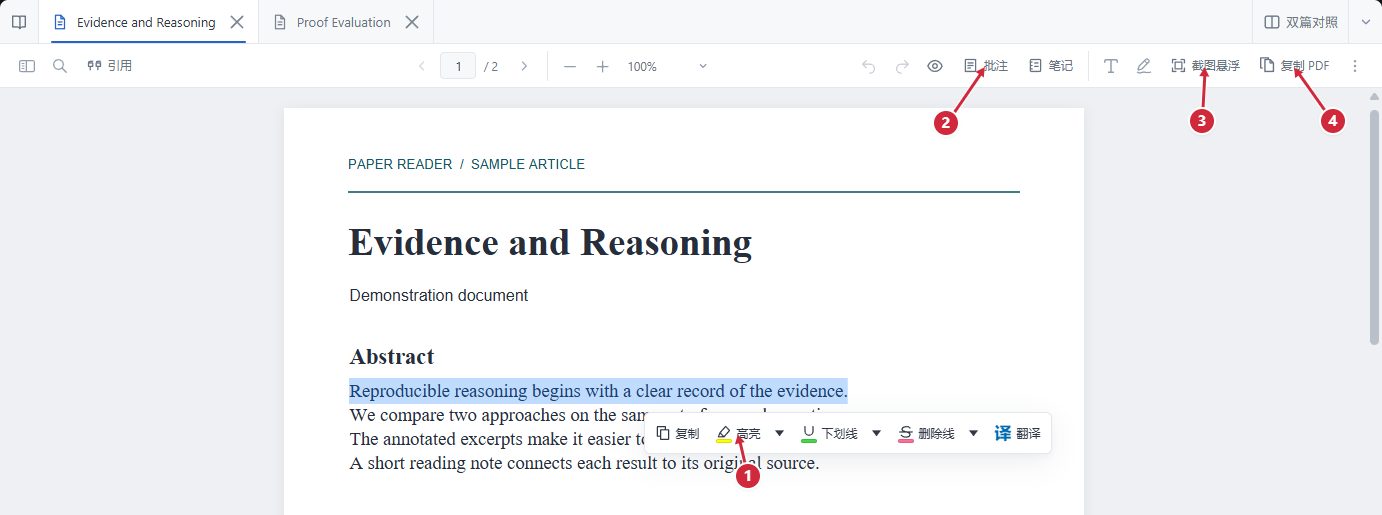 Evidence and Reasoning
Proof Evaluation
双篇对照
引用
1 / 2
100%
批注
笔记
截图悬浮
复制 PDF
2
3
4
PAPER READER / SAMPLE ARTICLE
Evidence and Reasoning
Demonstration document
Abstract
Reproducible reasoning begins with a clear record of the evidence.
We compare two approaches on the sam
The annotated excerpts make it easier to
复制
高亮
下划线
删除线
译 翻译
A short reading note connects each result to its original source.
1